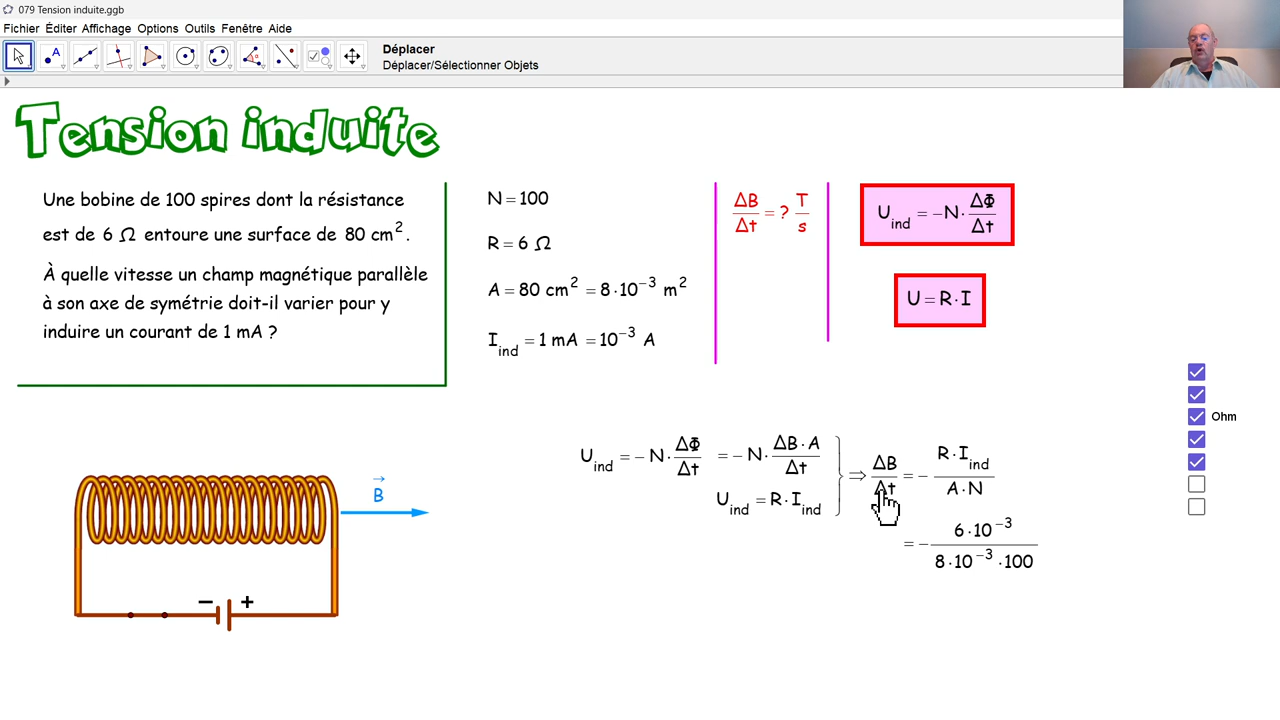 079 Tension induite.ggb
Fichier Éditer Affichage Options Outils Fenêtre Aide
A
Déplacer
Déplacer/Sélectionner Objets
Tension induite
Une bobine de 100 spires dont la résistance
est de 6 Ω entoure une surface de 80 cm².
À quelle vitesse un champ magnétique parallèle
à son axe de symétrie doit-il varier pour y
induire un courant de 1 mA ?
N = 100
R = 6 Ω
A = 80 cm² = 8·10⁻³ m²
I_ind = 1 mA = 10⁻³ A
ΔB/Δt = ? T/s
U_ind = −N·ΔΦ/Δt
U = R·I
Ohm
U_ind = −N·ΔΦ/Δt = −N·ΔB·A/Δt
U_ind = R·I_ind
⇒ ΔB/Δt = −R·I_ind/A·N
= −6·10⁻³/8·10⁻³·100
B
− +